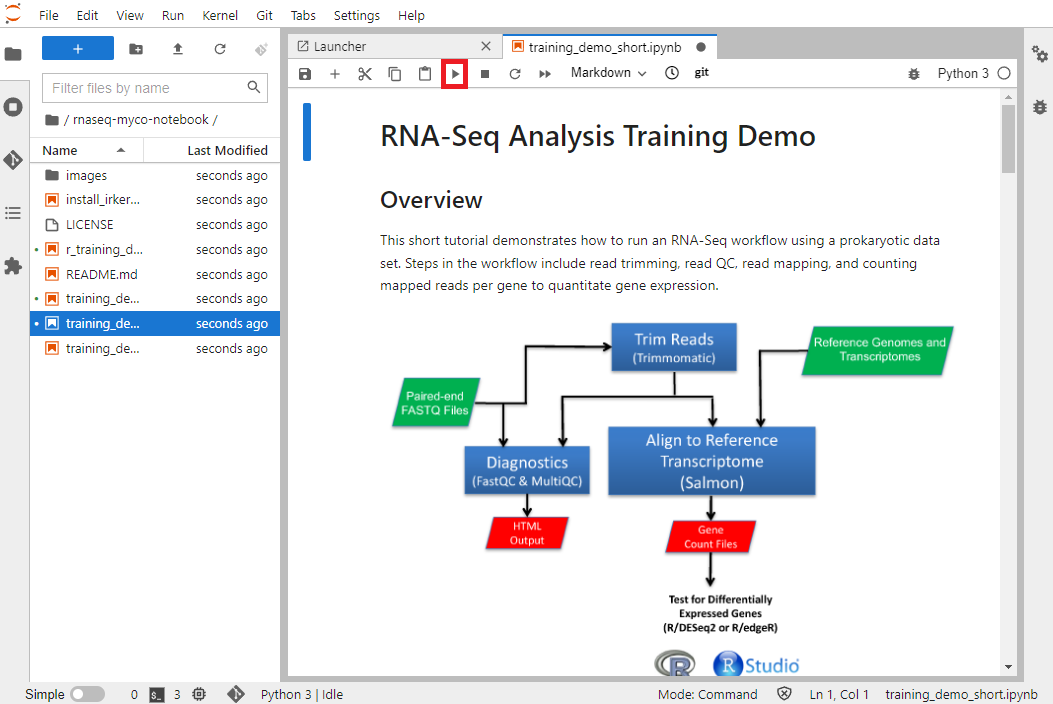 File Edit View Run Kernel Git Tabs Settings Help
+
Filter files by name
/ rnaseq-myco-notebook /
Name Last Modified
images seconds ago
install_irker... seconds ago
LICENSE seconds ago
r_training_d... seconds ago
README.md seconds ago
training_de... seconds ago
training_de... seconds ago
training_de... seconds ago
Launcher
training_demo_short.ipynb
Markdown git Python 3
RNA-Seq Analysis Training Demo
Overview
This short tutorial demonstrates how to run an RNA-Seq workflow using a prokaryotic data
set. Steps in the workflow include read trimming, read QC, read mapping, and counting
mapped reads per gene to quantitate gene expression.
Trim Reads
(Trimmomatic)
Reference Genomes and
Transcriptomes
Paired-end
FASTQ Files
Diagnostics
(FastQC & MultiQC)
Align to Reference
Transcriptome
(Salmon)
HTML
Output
Gene
Count Files
Test for Differentially
Expressed Genes
(R/DESeq2 or R/edgeR)
R
R Studio
Simple 0 $_ 3 Python 3 | Idle Mode: Command Ln 1, Col 1 training_demo_short.ipynb